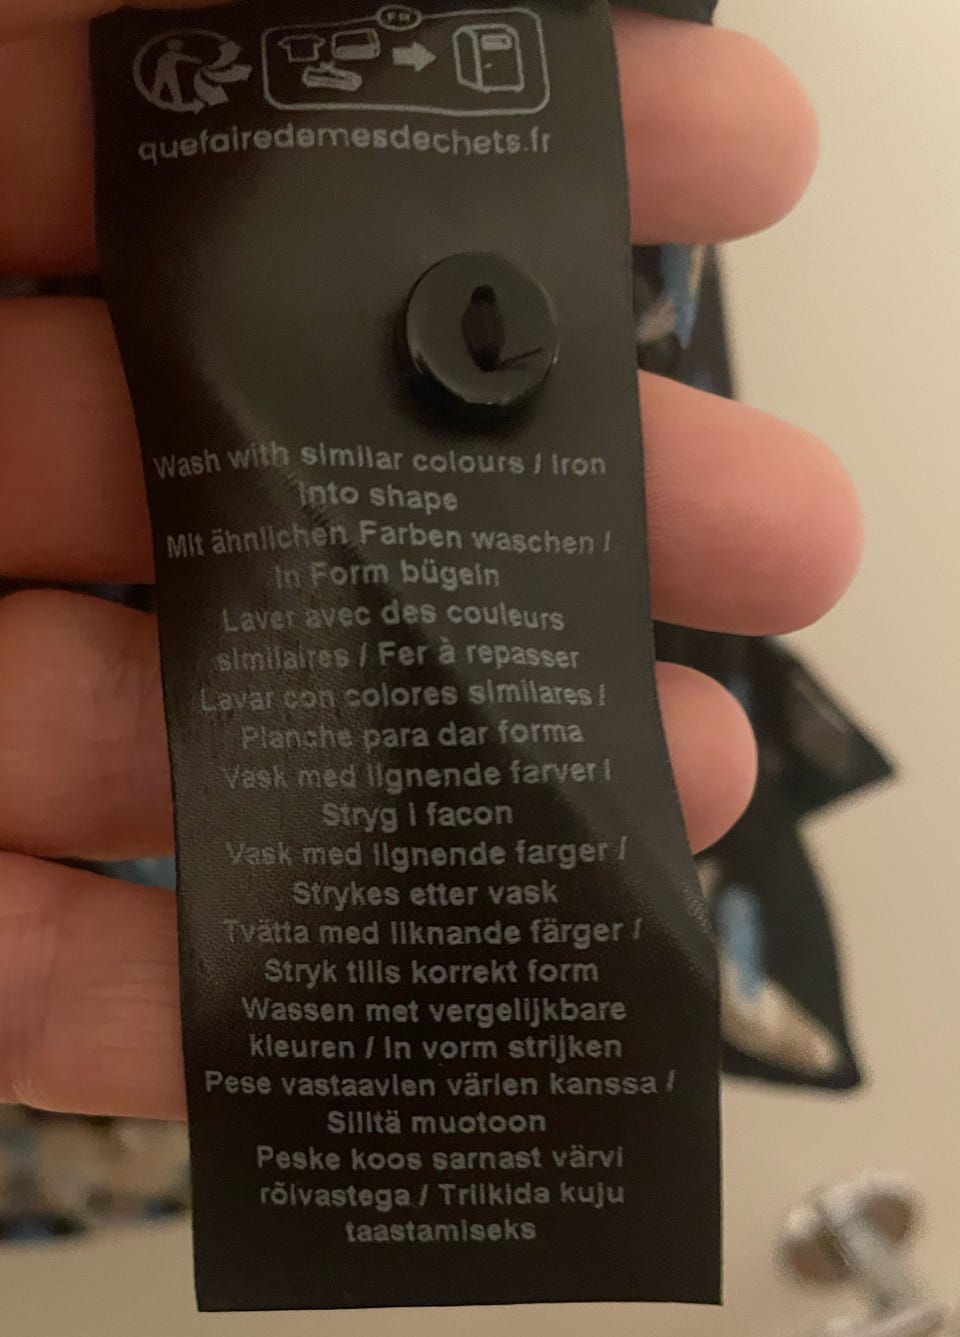 FR
quefairedemesdechets.fr
Wash with similar colours / Iron
into shape
Mit ähnlichen Farben waschen /
In Form bügeln
Laver avec des couleurs
similaires / Fer à repasser
Lavar con colores similares /
Planche para dar forma
Vask med lignende farver /
Stryg i facon
Vask med lignende farger /
Strykes etter vask
Tvätta med liknande färger /
Stryk tills korrekt form
Wassen met vergelijkbare
kleuren / In vorm strijken
Pese vastaavien värien kanssa /
Silitä muotoon
Peske koos sarnast värvi
rõivastega / Triikida kuju
taastamiseks